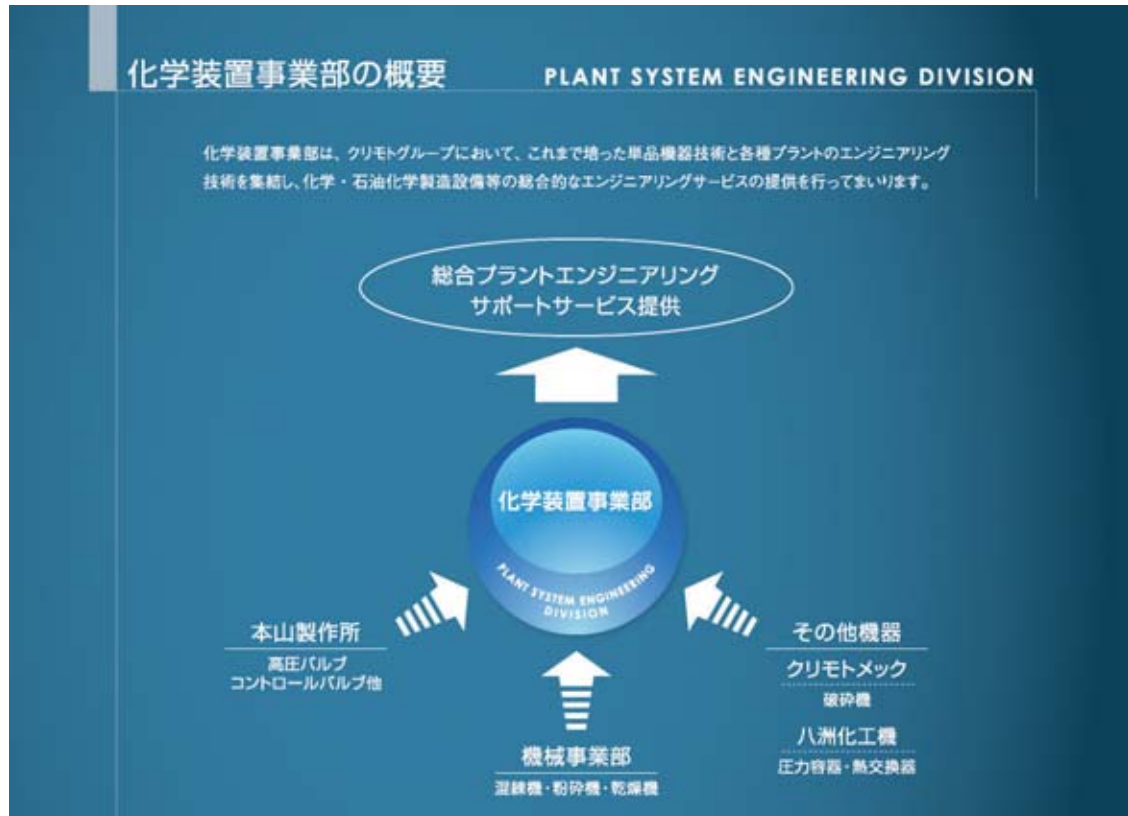 化学装置事業部の概要
PLANT SYSTEM ENGINEERING DIVISION
化学装置事業部は、クリモトグループにおいて、これまで培った単品機器技術と各種プラントのエンジニアリング
技術を集結し、化学・石油化学製造設備等の総合的なエンジニアリングサービスの提供を行ってまいります。
総合プラントエンジニアリング
サポートサービス提供
化学装置事業部
PLANT SYSTEM ENGINEERING
DIVISION
本山製作所
高圧バルブ
コントロールバルブ他
機械事業部
混練機・粉砕機・乾燥機
その他機器
クリモトメック
破砕機
八洲化工機
圧力容器・熱交換器